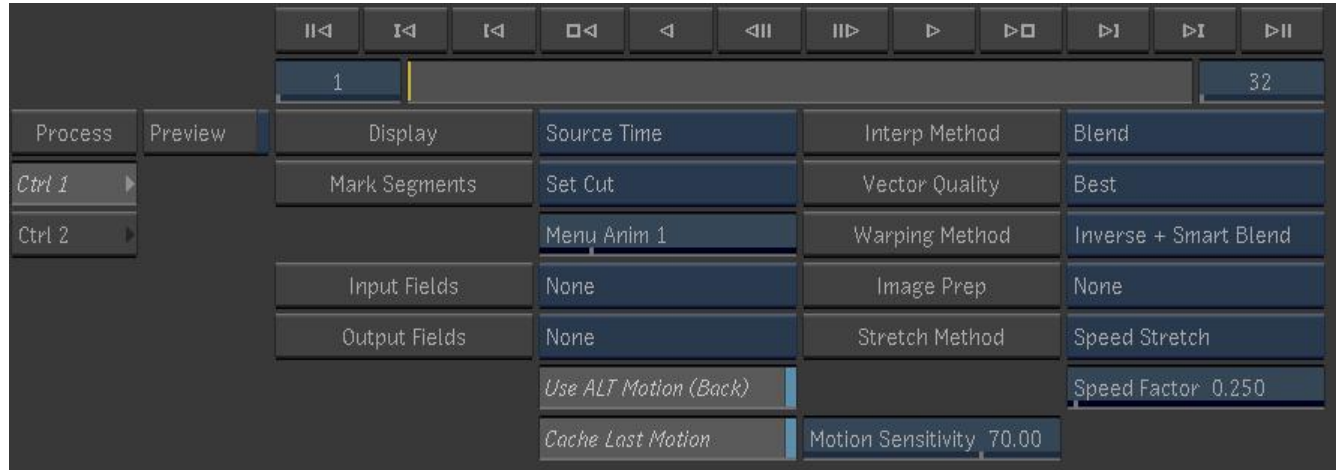 1 32
Process Preview Display Source Time Interp Method Blend
Ctrl 1 Mark Segments Set Cut Vector Quality Best
Ctrl 2 Menu Anim 1 Warping Method Inverse + Smart Blend
Input Fields None Image Prep None
Output Fields None Stretch Method Speed Stretch
Use ALT Motion (Back) Speed Factor 0.250
Cache Last Motion Motion Sensitivity 70.00